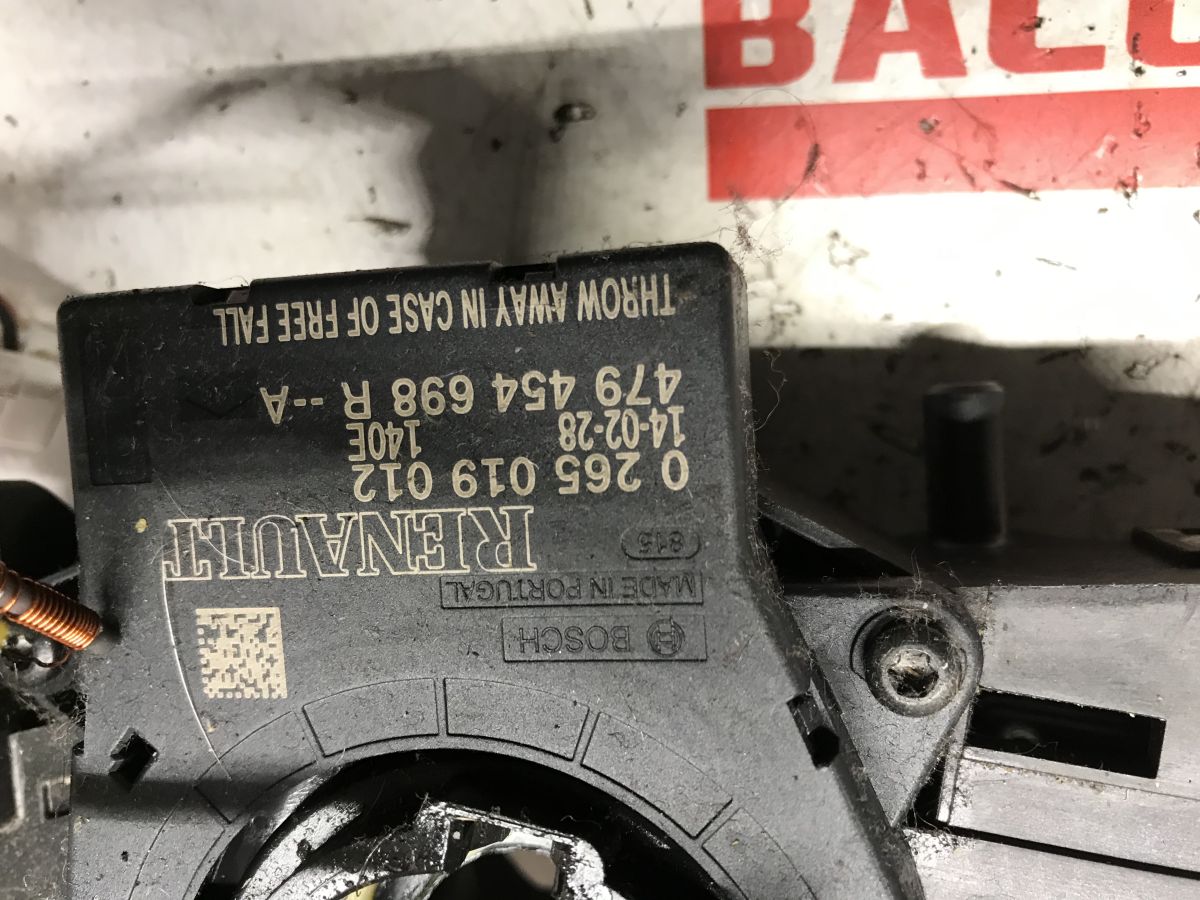 BOSCH
MADE IN PORTUGAL
815
RENAULT
0 265 019 012
14-02-28 140E
479 454 698 R --A
THROW AWAY IN CASE OF FREE FALL